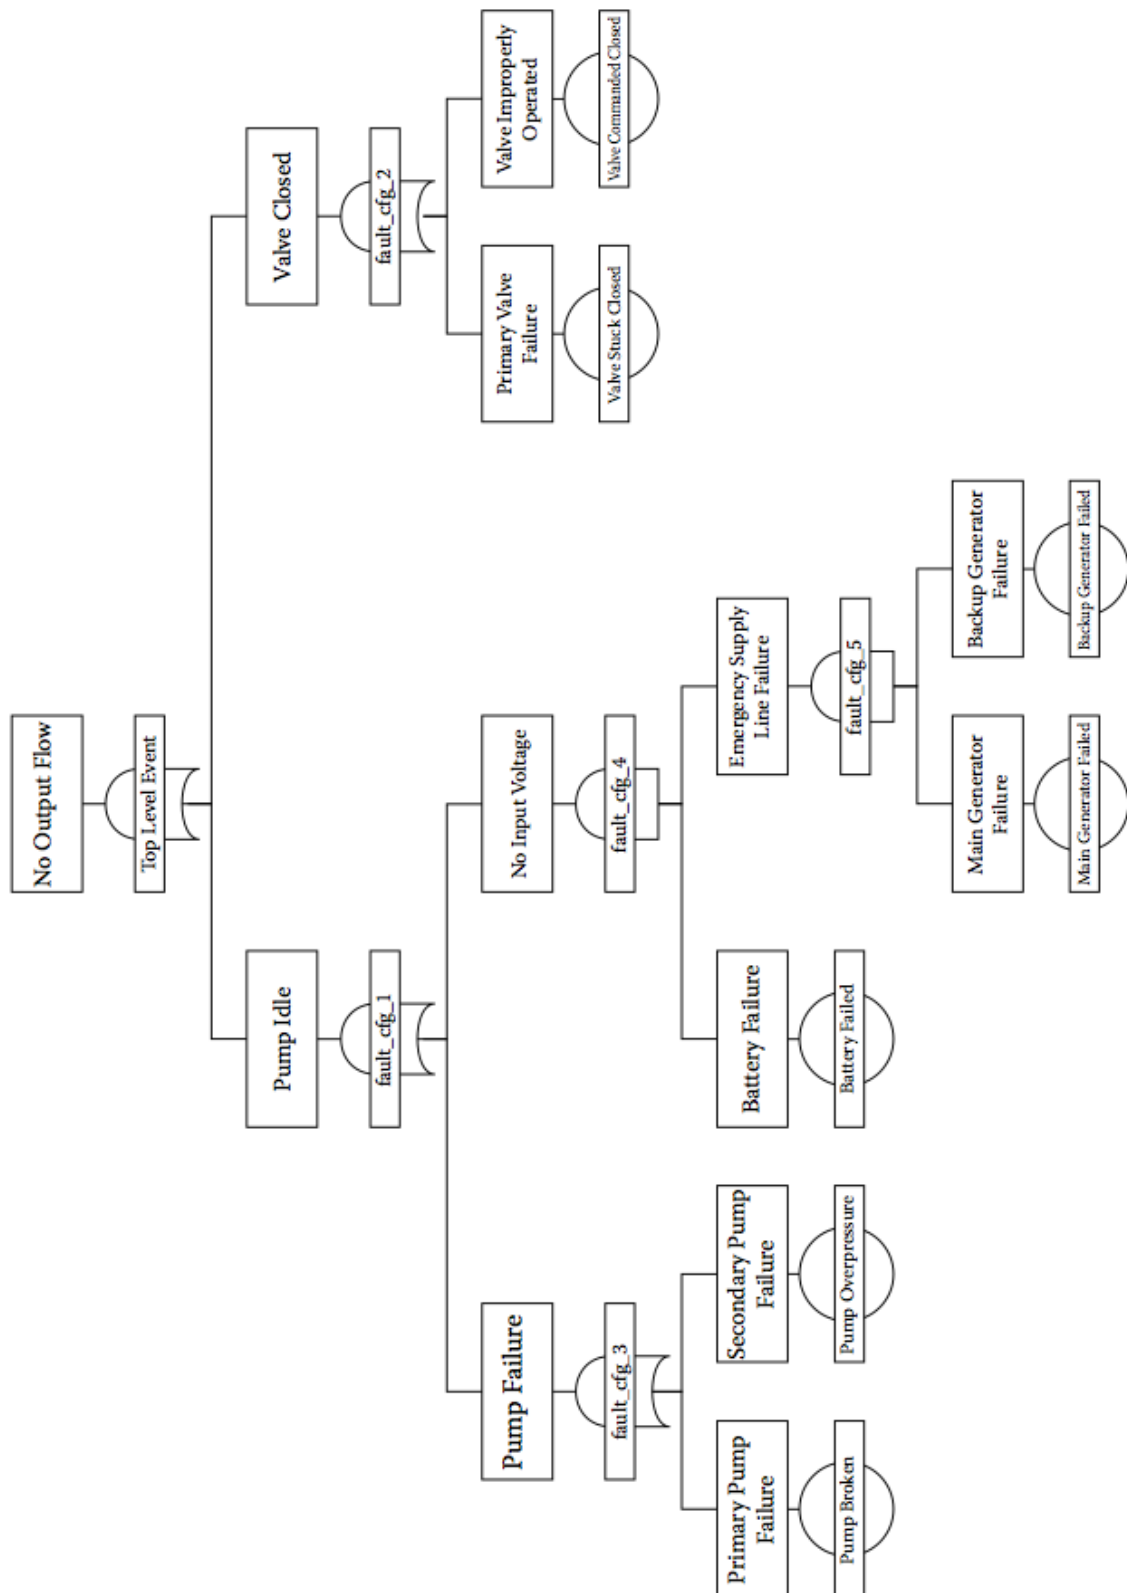 No Output Flow
Top Level Event
Pump Idle
Valve Closed
fault_cfg_1
fault_cfg_2
Pump Failure
No Input Voltage
Primary Valve
Failure
Valve Improperly
Operated
fault_cfg_3
fault_cfg_4
Valve Stuck Closed
Valve Commanded Closed
Primary Pump
Failure
Secondary Pump
Failure
Battery Failure
Emergency Supply
Line Failure
Pump Broken
Pump Overpressure
Battery Failed
fault_cfg_5
Main Generator
Failure
Backup Generator
Failure
Main Generator Failed
Backup Generator Failed